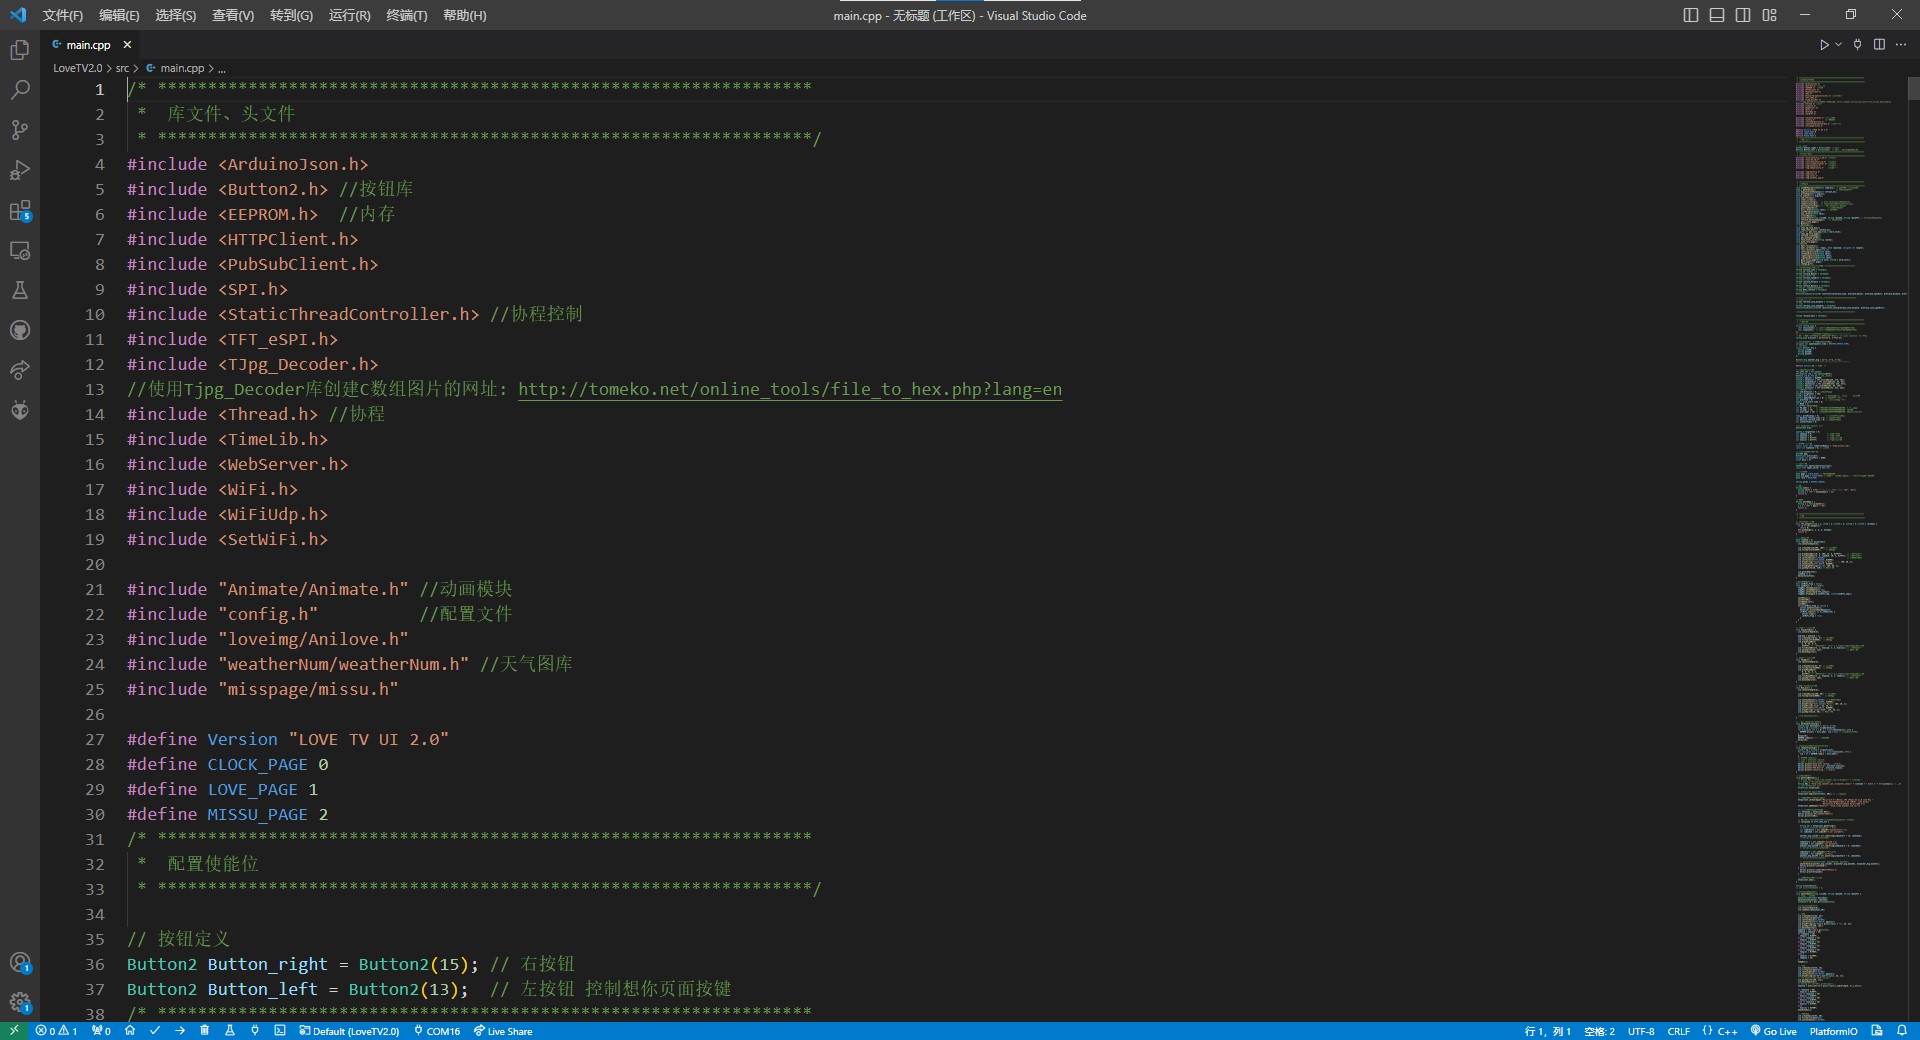 文件(F) 编辑(E) 选择(S) 查看(V) 转到(G) 运行(R) 终端(T) 帮助(H) main.cpp - 无标题 (工作区) - Visual Studio Code
main.cpp
LoveTV2.0 > src > main.cpp > ...
1 /* *****************************************************************
2 * 库文件、头文件
3 * *****************************************************************/
4 #include <ArduinoJson.h>
5 #include <Button2.h> //按钮库
6 #include <EEPROM.h> //内存
7 #include <HTTPClient.h>
8 #include <PubSubClient.h>
9 #include <SPI.h>
10 #include <StaticThreadController.h> //协程控制
11 #include <TFT_eSPI.h>
12 #include <TJpg_Decoder.h>
13 //使用Tjpg_Decoder库创建C数组图片的网址: http://tomeko.net/online_tools/file_to_hex.php?lang=en
14 #include <Thread.h> //协程
15 #include <TimeLib.h>
16 #include <WebServer.h>
17 #include <WiFi.h>
18 #include <WiFiUdp.h>
19 #include <SetWiFi.h>
20
21 #include "Animate/Animate.h" //动画模块
22 #include "config.h" //配置文件
23 #include "loveimg/Anilove.h"
24 #include "weatherNum/weatherNum.h" //天气图库
25 #include "misspage/missu.h"
26
27 #define Version "LOVE TV UI 2.0"
28 #define CLOCK_PAGE 0
29 #define LOVE_PAGE 1
30 #define MISSU_PAGE 2
31 /* *****************************************************************
32 * 配置使能位
33 * *****************************************************************/
34
35 // 按钮定义
36 Button2 Button_right = Button2(15); // 右按钮
37 Button2 Button_left = Button2(13); // 左按钮 控制想你页面按键
38 /* *****************************************************************
5
1
1
0 1 0 Default (LoveTV2.0) COM16 Live Share 行 1，列 1 空格: 2 UTF-8 CRLF {} C++ Go Live PlatformIO